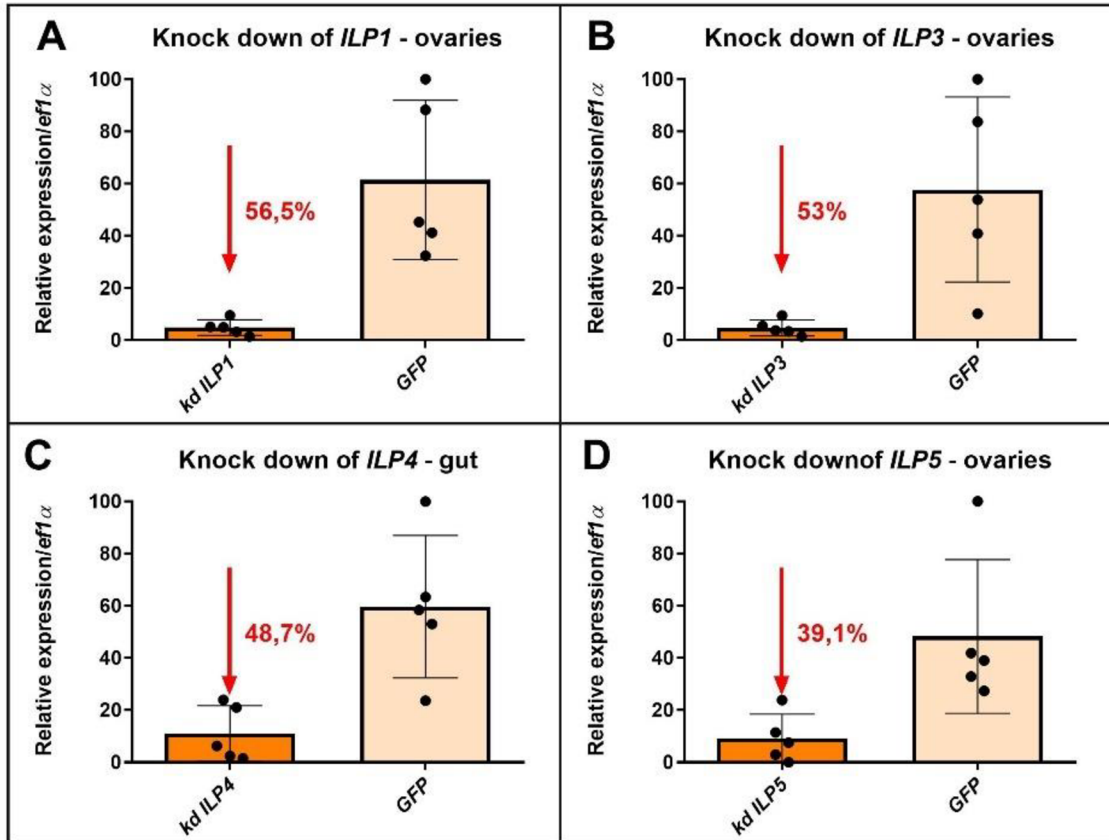 A
Knock down of ILP1 - ovaries
Relative expression/ef1α
100
80
60
40
20
0
56,5%
kd ILP1
GFP
B
Knock down of ILP3 - ovaries
Relative expression/ef1α
100
80
60
40
20
0
53%
kd ILP3
GFP
C
Knock down of ILP4 - gut
Relative expression/ef1α
100
80
60
40
20
0
48,7%
kd ILP4
GFP
D
Knock downof ILP5 - ovaries
Relative expression/ef1α
100
80
60
40
20
0
39,1%
kd ILP5
GFP